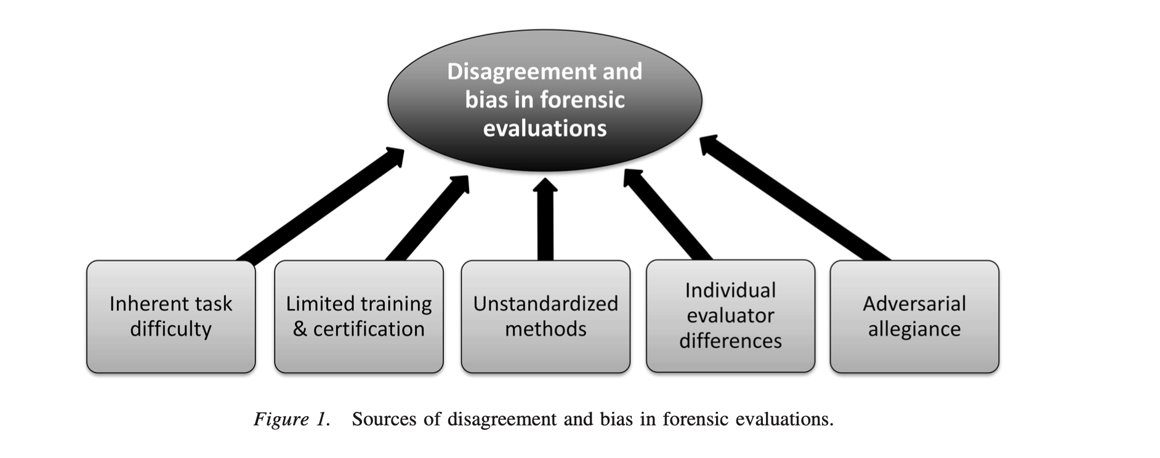 Disagreement and
bias in forensic
evaluations
Inherent task
difficulty
Limited training
& certification
Unstandardized
methods
Individual
evaluator
differences
Adversarial
allegiance
Figure 1. Sources of disagreement and bias in forensic evaluations.